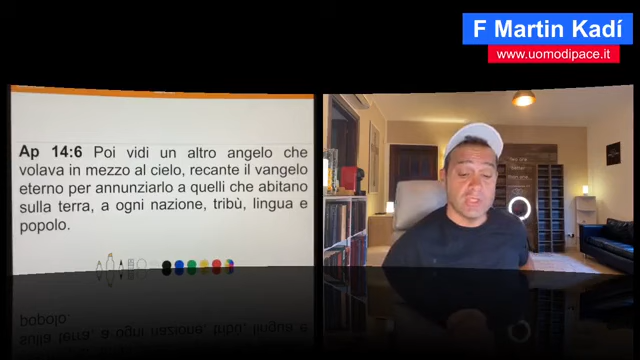 F Martin Kadí
www.uomodipace.it
Ap 14:6 Poi vidi un altro angelo che
volava in mezzo al cielo, recante il vangelo
eterno per annunziarlo a quelli che abitano
sulla terra, a ogni nazione, tribù, lingua e
popolo.